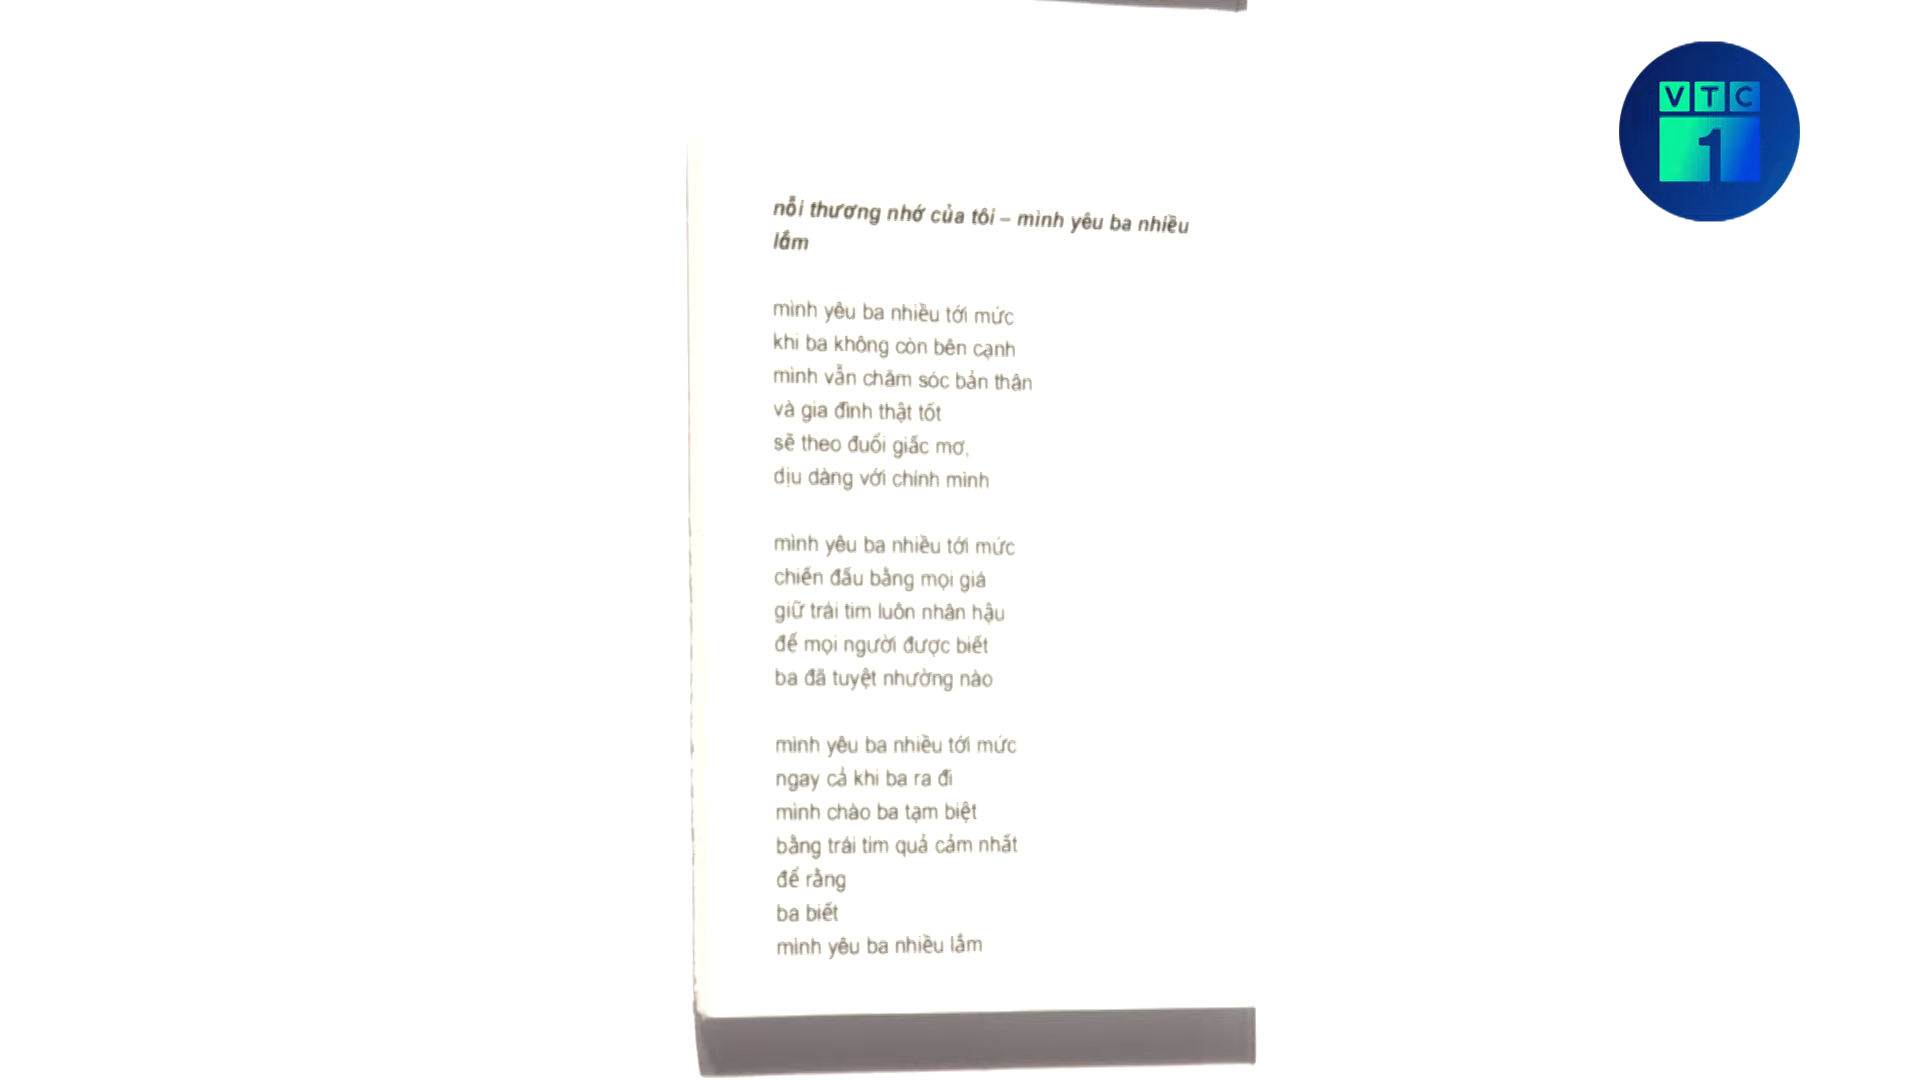 VTC
1
nỗi thương nhớ của tôi – mình yêu ba nhiều
lắm
mình yêu ba nhiều tới mức
khi ba không còn bên cạnh
mình vẫn chăm sóc bản thân
và gia đình thật tốt
sẽ theo đuổi giấc mơ,
dịu dàng với chính mình
mình yêu ba nhiều tới mức
chiến đấu bằng mọi giá
giữ trái tim luôn nhân hậu
để mọi người được biết
ba đã tuyệt nhường nào
mình yêu ba nhiều tới mức
ngay cả khi ba ra đi
mình chào ba tạm biệt
bằng trái tim quả cảm nhất
để rằng
ba biết
mình yêu ba nhiều lắm